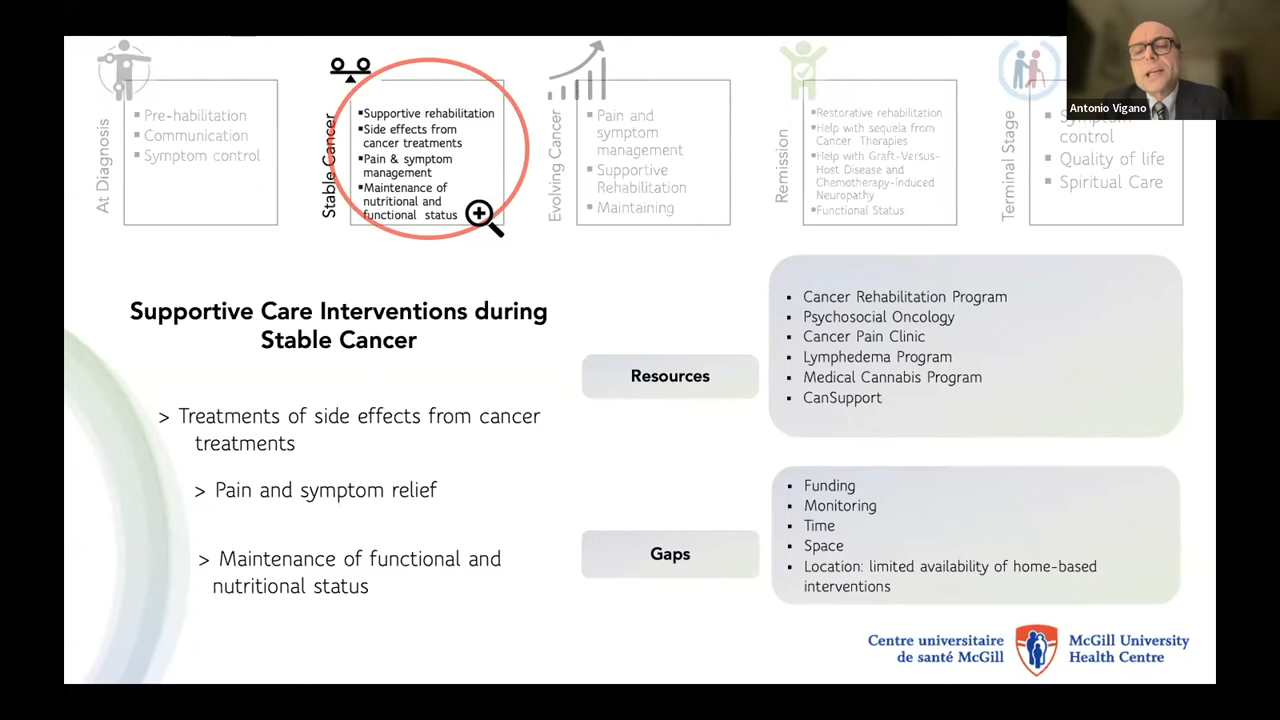 Antonio Vigano
At Diagnosis
▪ Pre-habilitation
▪ Communication
▪ Symptom control
Stable Cancer
▪Supportive rehabilitation
▪Side effects from
cancer treatments
▪Pain & symptom
management
▪Maintenance of
nutritional and
functional status
Evolving Cancer
▪ Pain and
symptom
management
▪ Supportive
Rehabilitation
▪ Maintaining
Remission
▪Restorative rehabilitation
▪Help with sequela from
Cancer Therapies
▪Help with Graft-Versus-
Host Disease and
Chemotherapy-induced
Neuropathy
▪Functional Status
Terminal Stage
▪ Symptom
control
▪ Quality of life
▪ Spiritual Care
Supportive Care Interventions during
Stable Cancer
> Treatments of side effects from cancer
treatments
> Pain and symptom relief
> Maintenance of functional and
nutritional status
Resources
▪ Cancer Rehabilitation Program
▪ Psychosocial Oncology
▪ Cancer Pain Clinic
▪ Lymphedema Program
▪ Medical Cannabis Program
▪ CanSupport
Gaps
▪ Funding
▪ Monitoring
▪ Time
▪ Space
▪ Location: limited availability of home-based
interventions
Centre universitaire
de santé McGill
McGill University
Health Centre